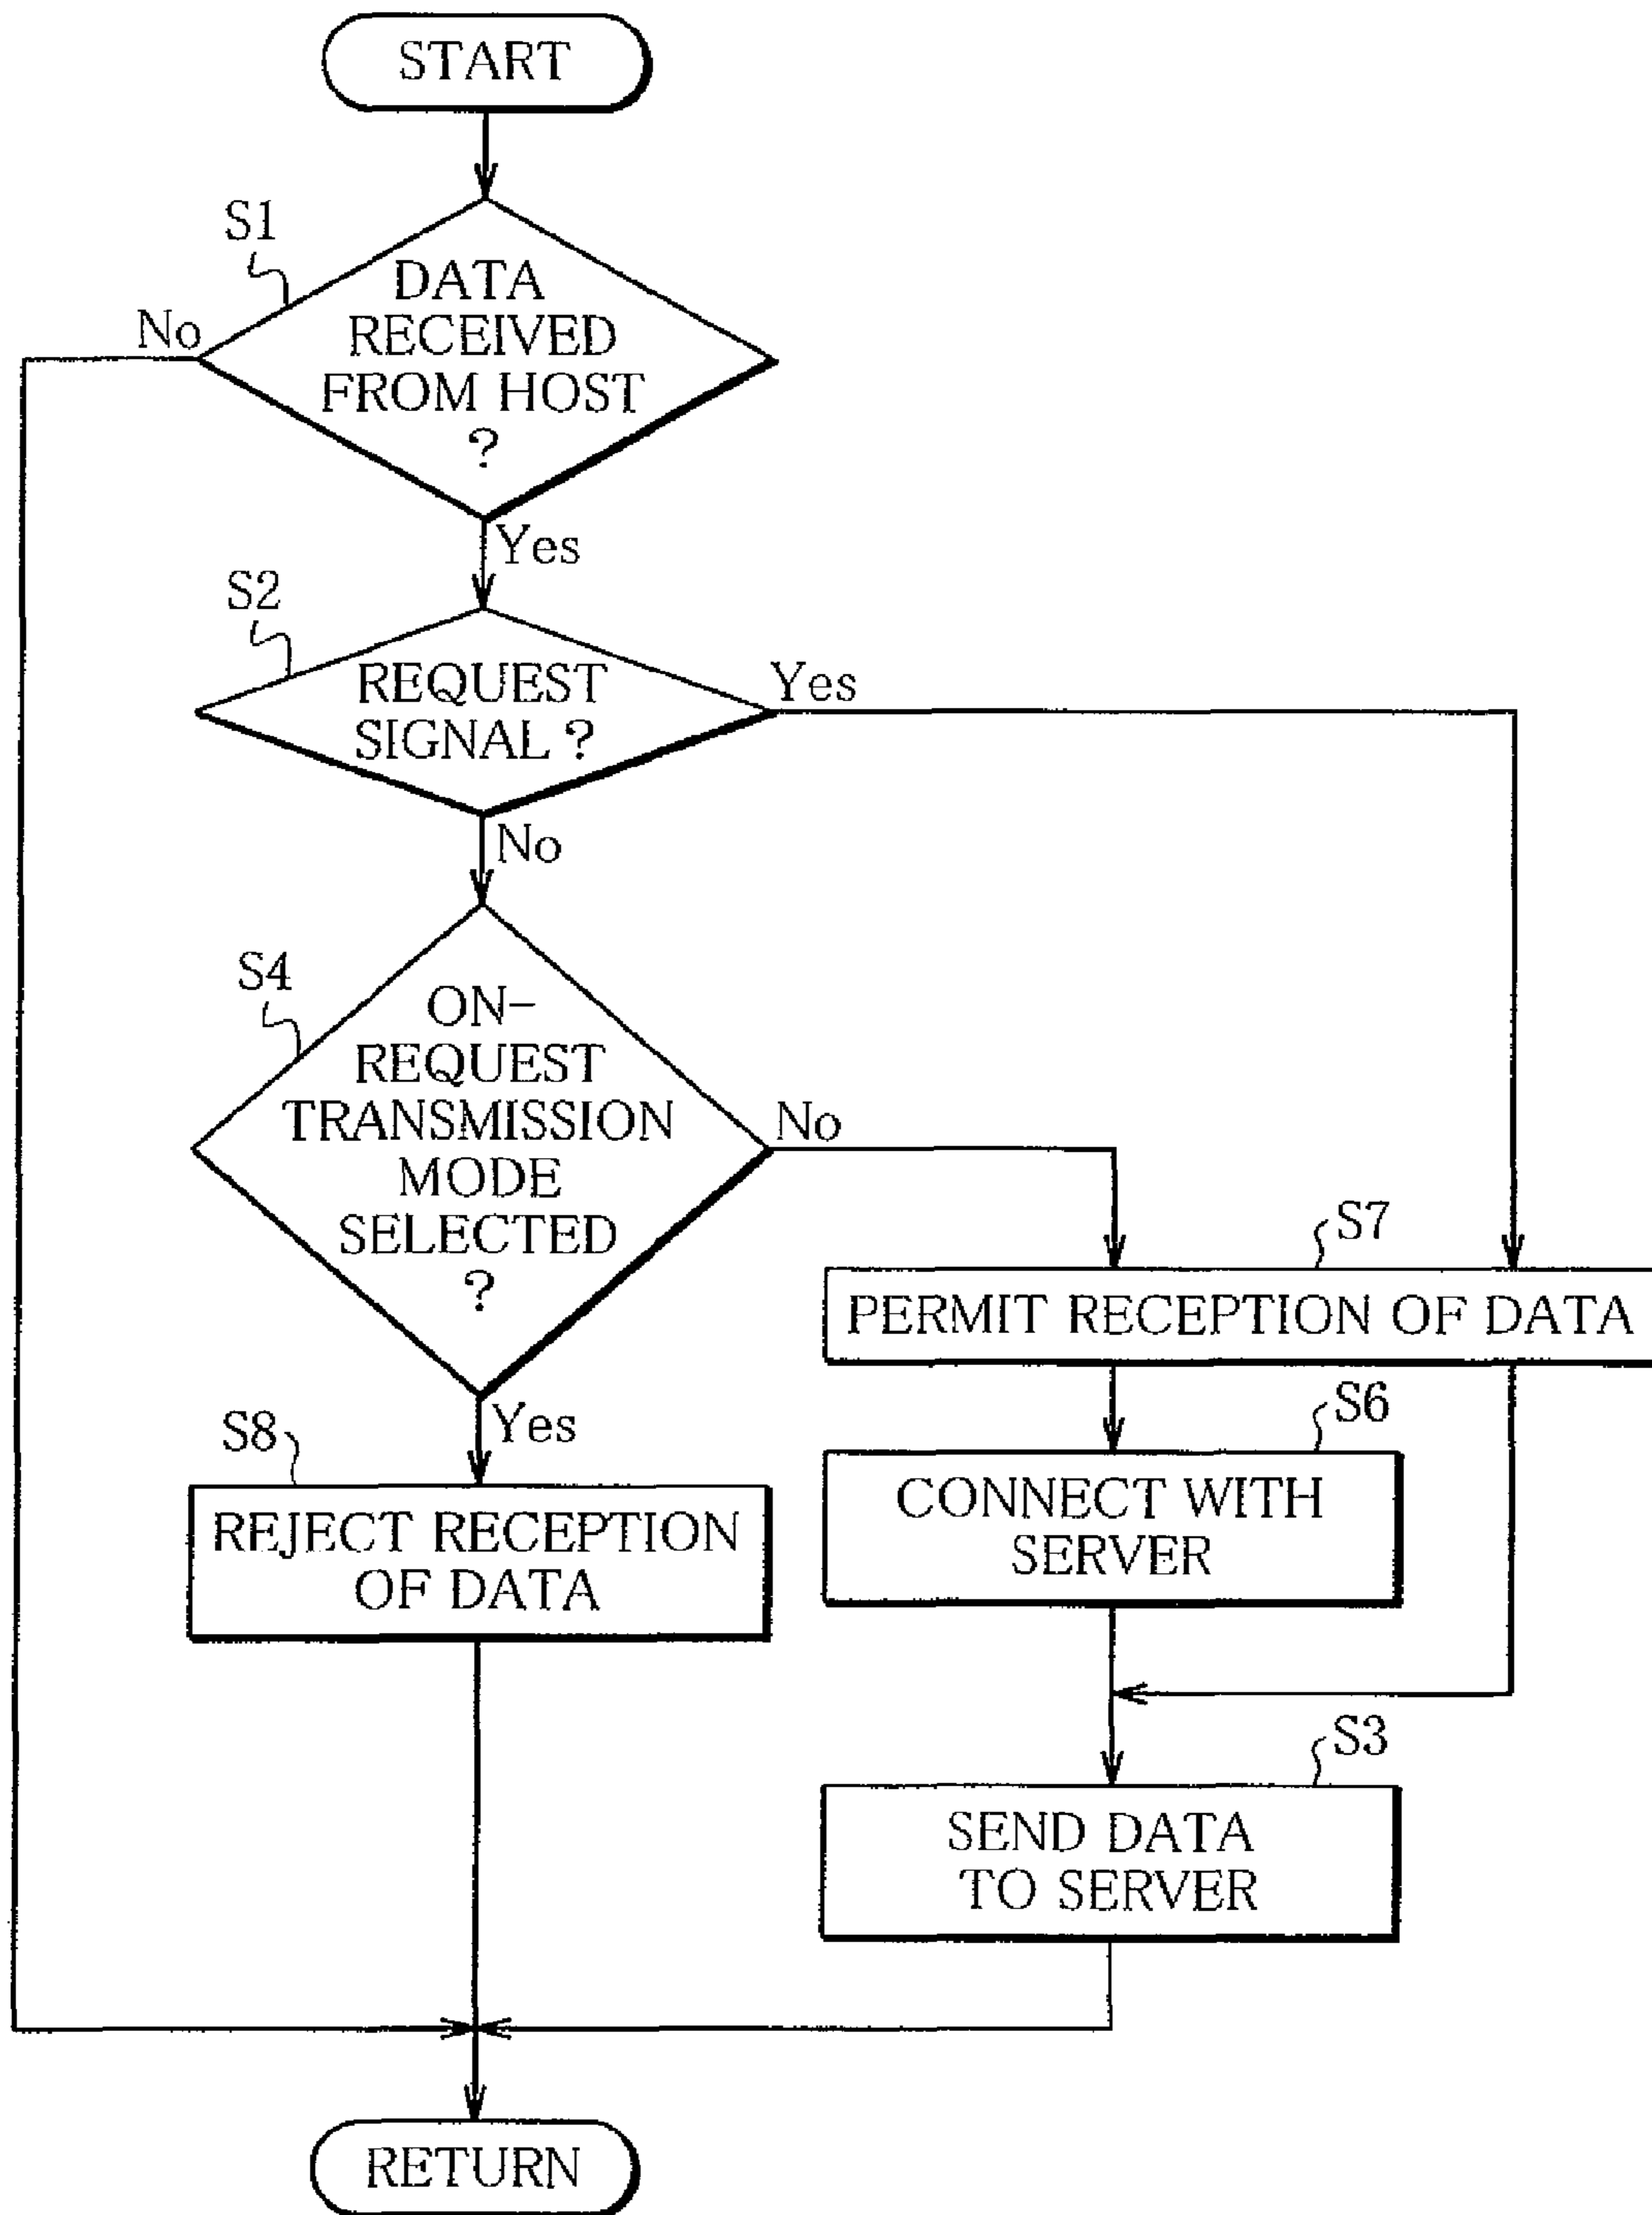 START
S1
DATA
RECEIVED
FROM HOST
?
No
Yes
S2
REQUEST
SIGNAL ?
Yes
No
S4
ON-
REQUEST
TRANSMISSION
MODE
SELECTED
?
No
Yes
S7
PERMIT RECEPTION OF DATA
S6
CONNECT WITH
SERVER
S8
REJECT RECEPTION
OF DATA
S3
SEND DATA
TO SERVER
RETURN